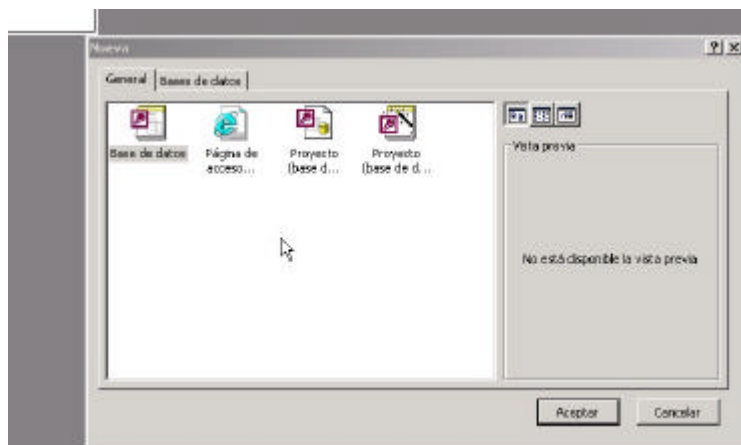 Nueva
General
Bases de datos
Base de datos
Página de
acceso...
Proyecto
(base d...
Proyecto
(base de d...
Vista previa
No está disponible la vista previa
Aceptar
Cancelar